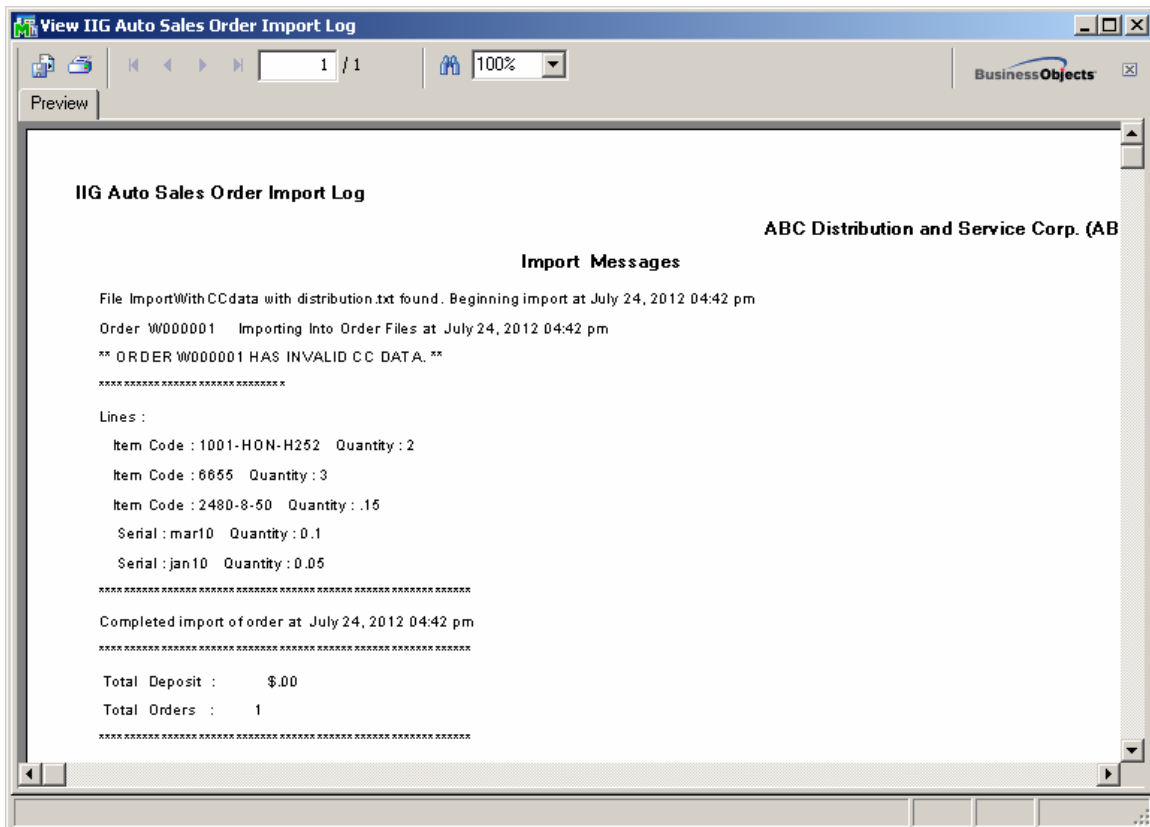 View IIG Auto Sales Order Import Log
1 / 1
100%
BusinessObjects
Preview
IIG Auto Sales Order Import Log
ABC Distribution and Service Corp. (AB
Import Messages
File ImportWithCCdata with distribution.txt found. Beginning import at July 24, 2012 04:42 pm
Order W000001 Importing Into Order Files at July 24, 2012 04:42 pm
** ORDER W000001 HAS INVALID CC DATA. **
******************************
Lines :
Item Code : 1001-HON-H252 Quantity : 2
Item Code : 6655 Quantity : 3
Item Code : 2480-8-50 Quantity : .15
Serial : mar10 Quantity : 0.1
Serial : jan10 Quantity : 0.05
************************************************************
Completed import of order at July 24, 2012 04:42 pm
************************************************************
Total Deposit : $.00
Total Orders : 1
************************************************************